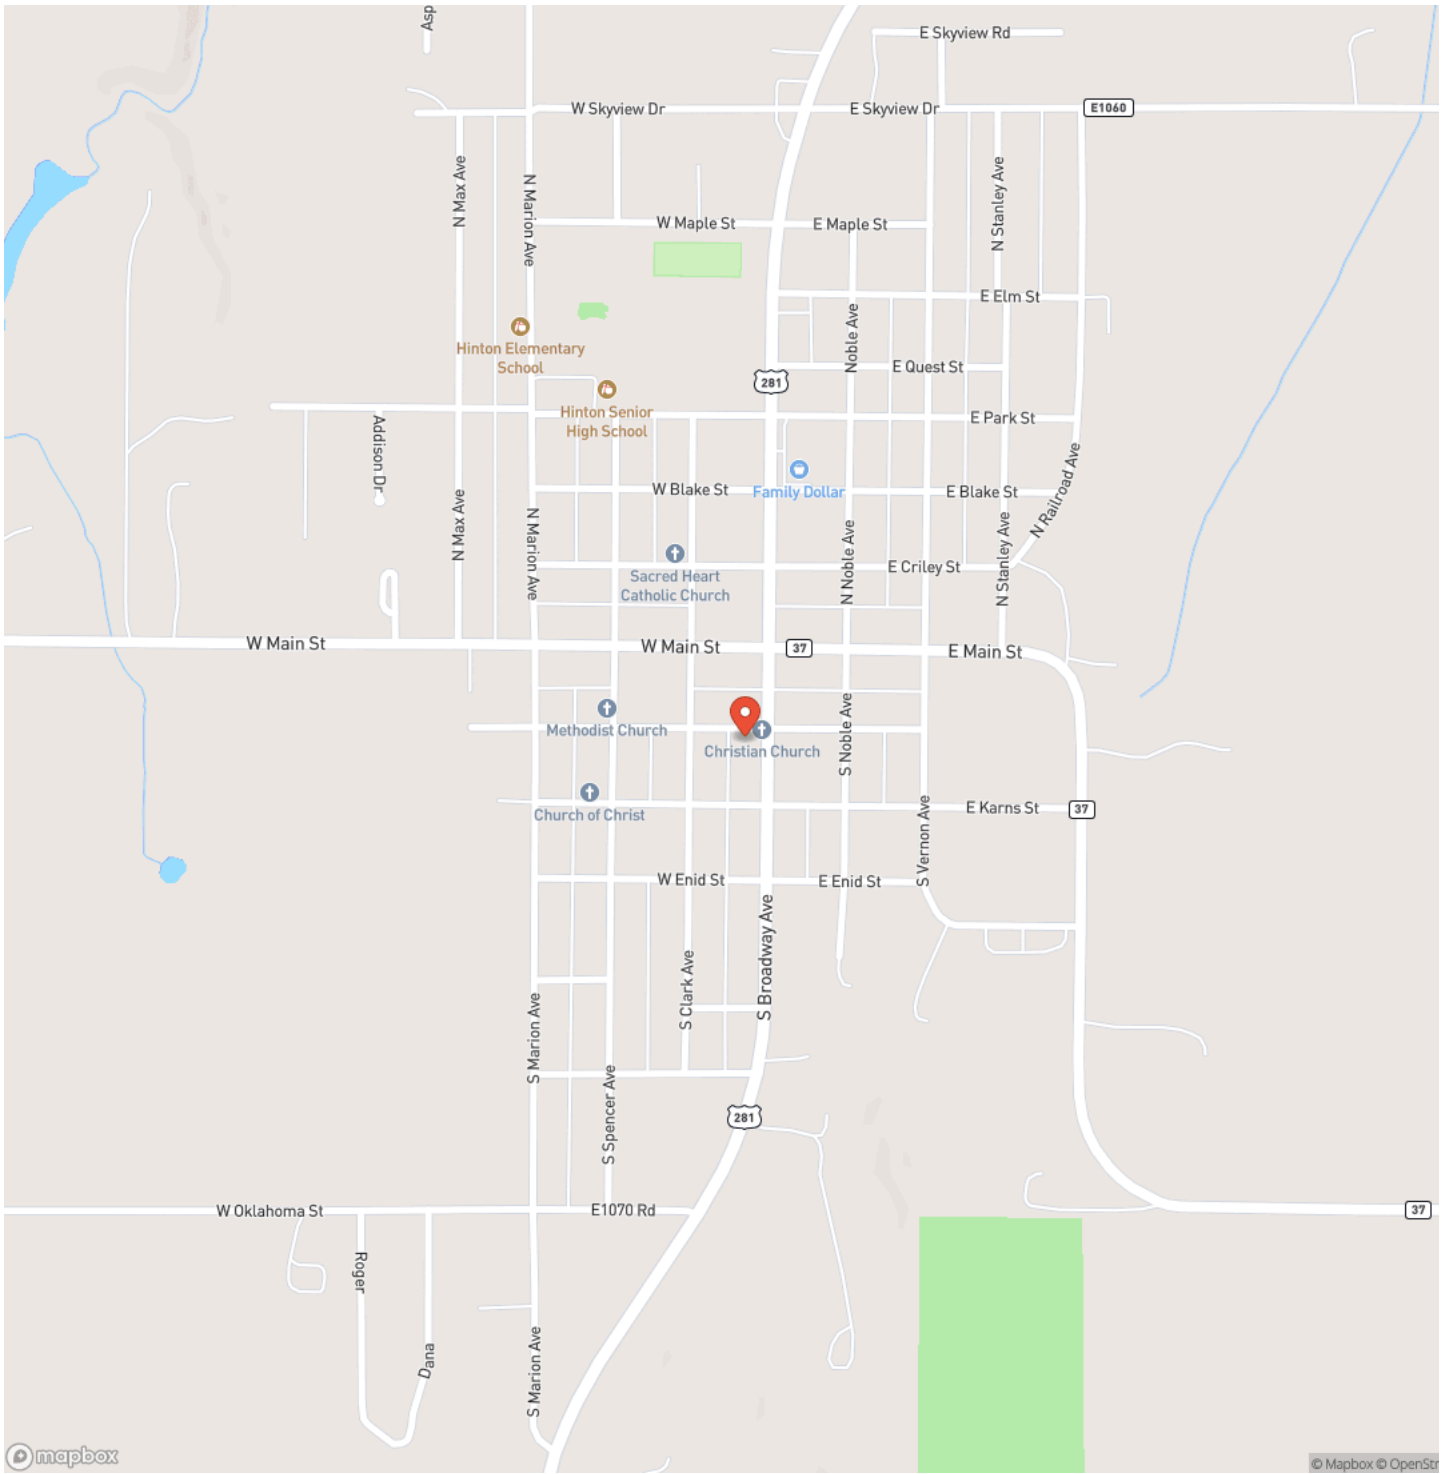 Asp
E Skyview Rd
W Skyview Dr
E Skyview Dr
E1060
N Max Ave
N Marion Ave
N Stanley Ave
W Maple St
E Maple St
E Elm St
Noble Ave
Hinton Elementary
School
E Quest St
281
Hinton Senior
High School
E Park St
Addison Dr
N Railroad Ave
Family Dollar
W Blake St
E Blake St
N Max Ave
N Marion Ave
N Noble Ave
N Stanley Ave
Sacred Heart
Catholic Church
E Criley St
W Main St
W Main St
37
E Main St
Methodist Church
Christian Church
S Noble Ave
Church of Christ
S Vernon Ave
E Karns St
37
W Enid St
E Enid St
S Broadway Ave
S Clark Ave
S Marion Ave
S Spencer Ave
281
W Oklahoma St
E1070 Rd
37
Roger
Dana
S Marion Ave
mapbox
© Mapbox © OpenStr